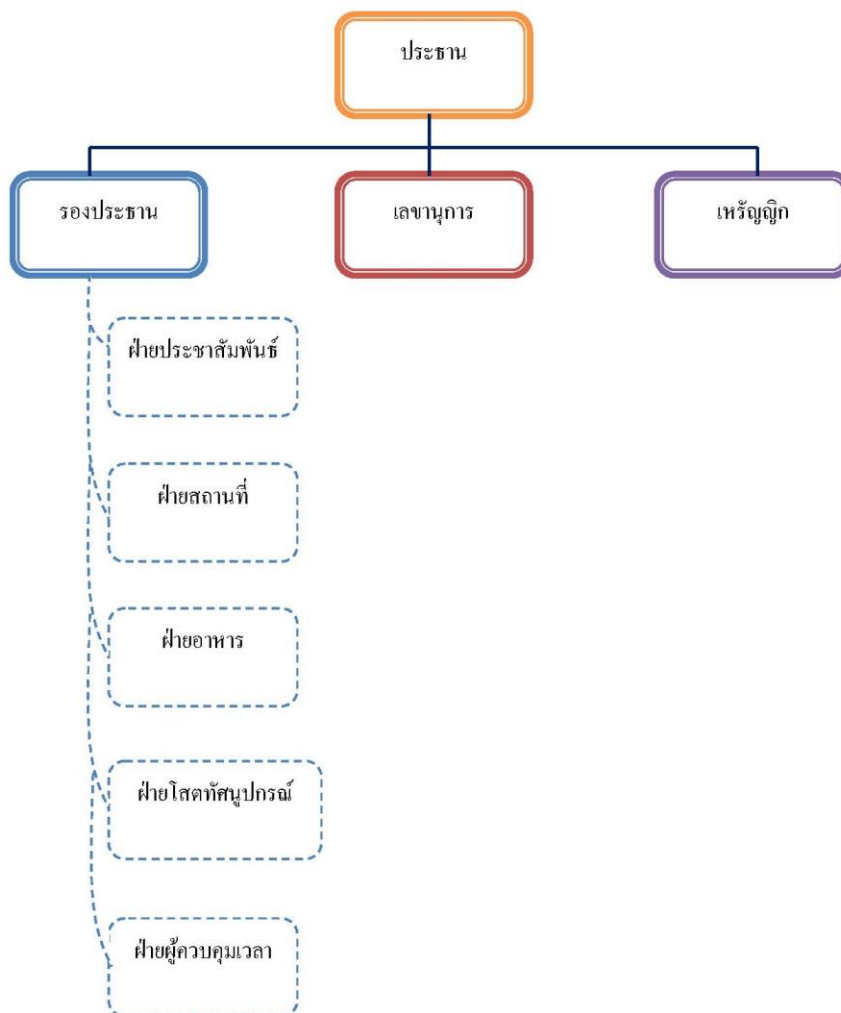 ประธาน
รองประธาน
เลขานุการ
เหรัญญิก
ฝ่ายประชาสัมพันธ์
ฝ่ายสถานที่
ฝ่ายอาหาร
ฝ่ายโสตทัศนูปกรณ์
ฝ่ายผู้ควบคุมเวลา